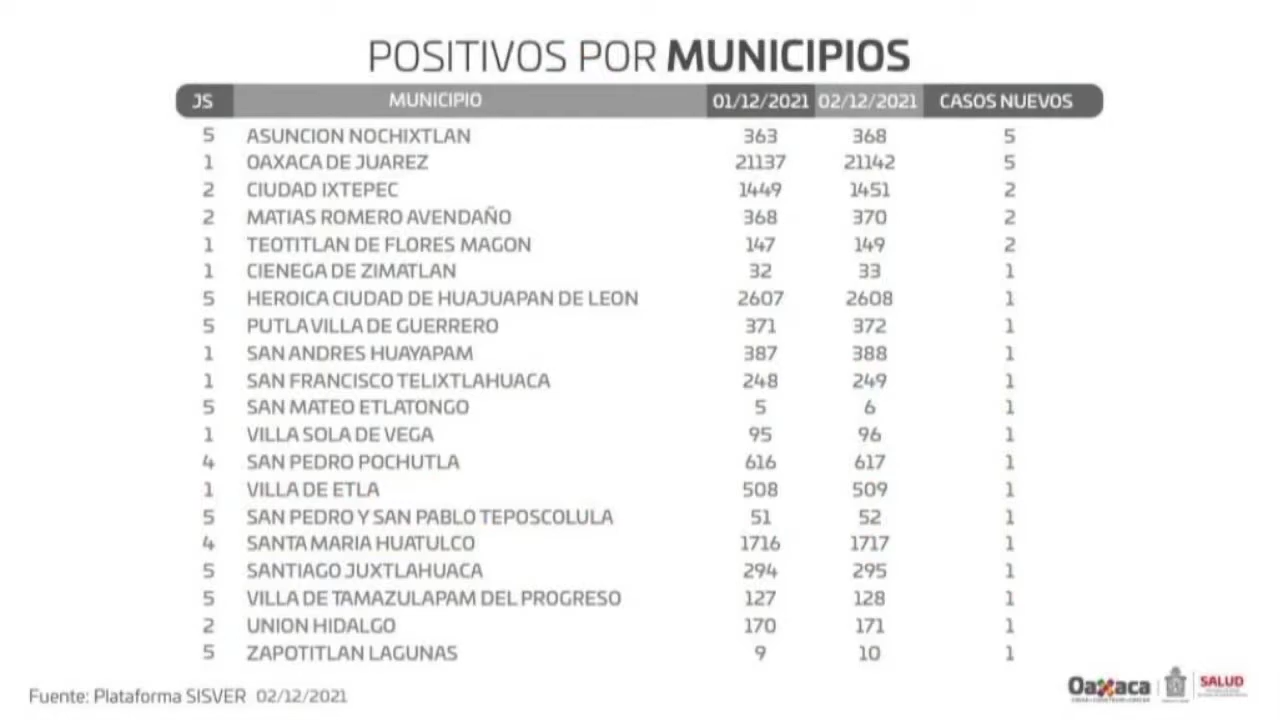 POSITIVOS POR MUNICIPIOS
JS MUNICIPIO 01/12/2021 02/12/2021 CASOS NUEVOS
5 ASUNCION NOCHIXTLAN 363 368 5
1 OAXACA DE JUAREZ 21137 21142 5
2 CIUDAD IXTEPEC 1449 1451 2
2 MATIAS ROMERO AVENDAÑO 368 370 2
1 TEOTITLAN DE FLORES MAGON 147 149 2
1 CIENEGA DE ZIMATLAN 32 33 1
5 HEROICA CIUDAD DE HUAJUAPAN DE LEON 2607 2608 1
5 PUTLA VILLA DE GUERRERO 371 372 1
1 SAN ANDRES HUAYAPAM 387 388 1
1 SAN FRANCISCO TELIXTLAHUACA 248 249 1
5 SAN MATEO ETLATONGO 5 6 1
1 VILLA SOLA DE VEGA 95 96 1
4 SAN PEDRO POCHUTLA 616 617 1
1 VILLA DE ETLA 508 509 1
5 SAN PEDRO Y SAN PABLO TEPOSCOLULA 51 52 1
4 SANTA MARIA HUATULCO 1716 1717 1
5 SANTIAGO JUXTLAHUACA 294 295 1
5 VILLA DE TAMAZULAPAM DEL PROGRESO 127 128 1
2 UNION HIDALGO 170 171 1
5 ZAPOTITLAN LAGUNAS 9 10 1
Fuente: Plataforma SISVER 02/12/2021
Oaxaca SALUD